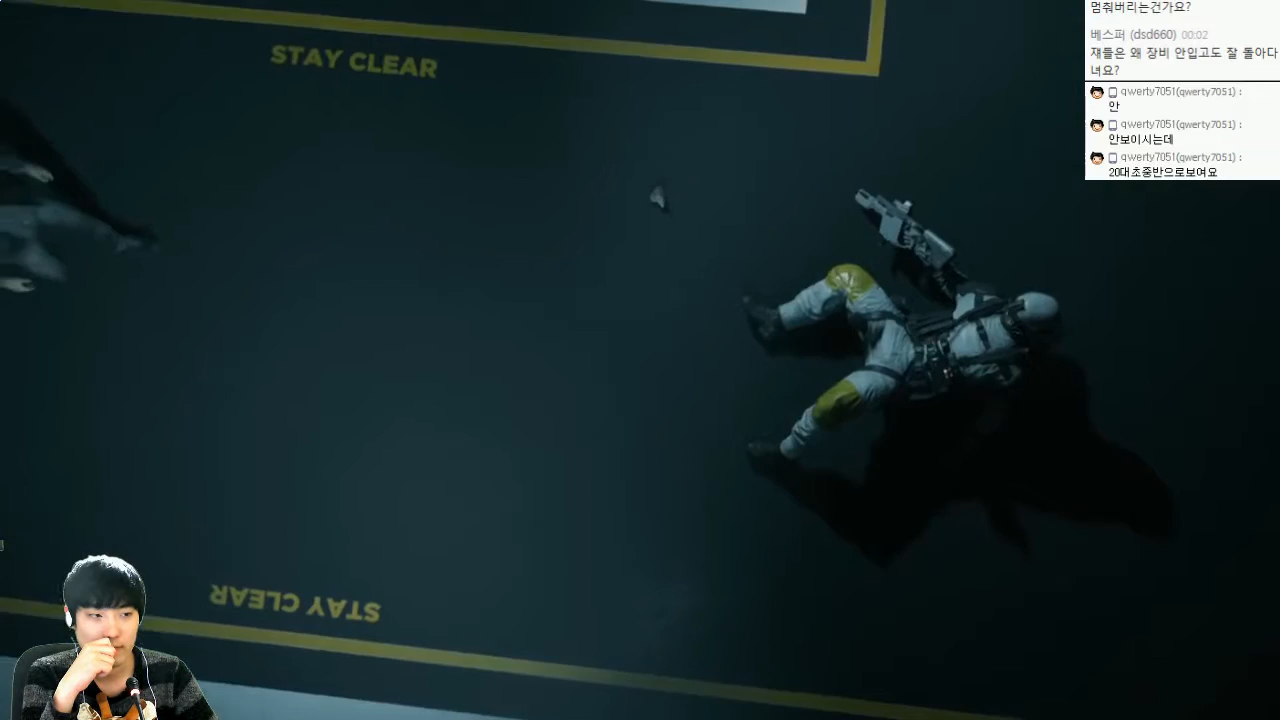 멈춰버리는건가요?
베스퍼 (dsd660) 00:02
쟤들은 왜 장비 안입고도 잘 돌아다
녀요?
qwerty7051(qwerty7051) :
안
qwerty7051(qwerty7051) :
안보이시는데
qwerty7051(qwerty7051) :
20대초중반으로보여요
STAY CLEAR
STAY CLEAR